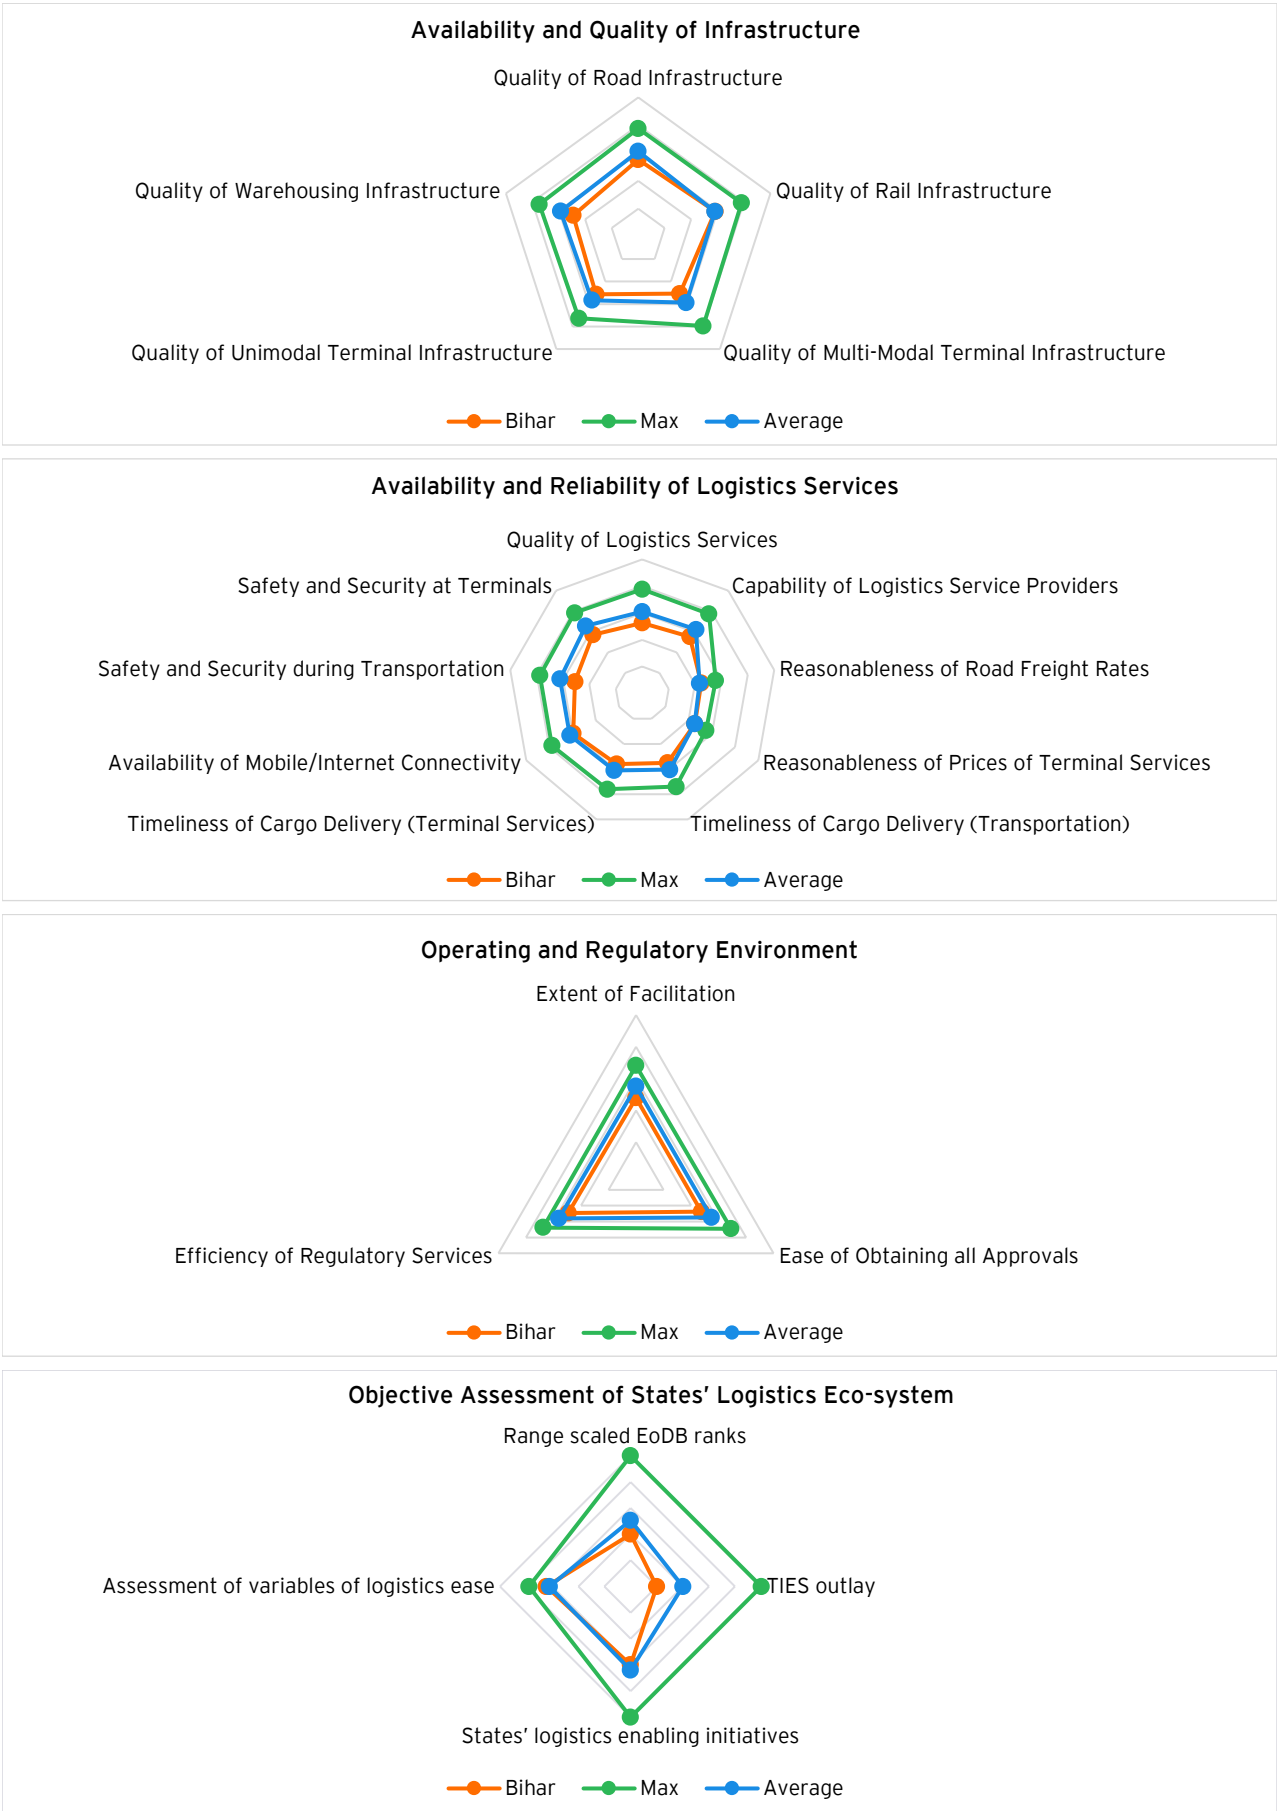 Availability and Quality of Infrastructure
Quality of Road Infrastructure
Quality of Warehousing Infrastructure
Quality of Rail Infrastructure
Quality of Unimodal Terminal Infrastructure
Quality of Multi-Modal Terminal Infrastructure
Bihar Max Average
Availability and Reliability of Logistics Services
Quality of Logistics Services
Safety and Security at Terminals
Capability of Logistics Service Providers
Safety and Security during Transportation
Reasonableness of Road Freight Rates
Availability of Mobile/Internet Connectivity
Reasonableness of Prices of Terminal Services
Timeliness of Cargo Delivery (Terminal Services)
Timeliness of Cargo Delivery (Transportation)
Bihar Max Average
Operating and Regulatory Environment
Extent of Facilitation
Efficiency of Regulatory Services
Ease of Obtaining all Approvals
Bihar Max Average
Objective Assessment of States’ Logistics Eco-system
Range scaled EoDB ranks
Assessment of variables of logistics ease
TIES outlay
States’ logistics enabling initiatives
Bihar Max Average